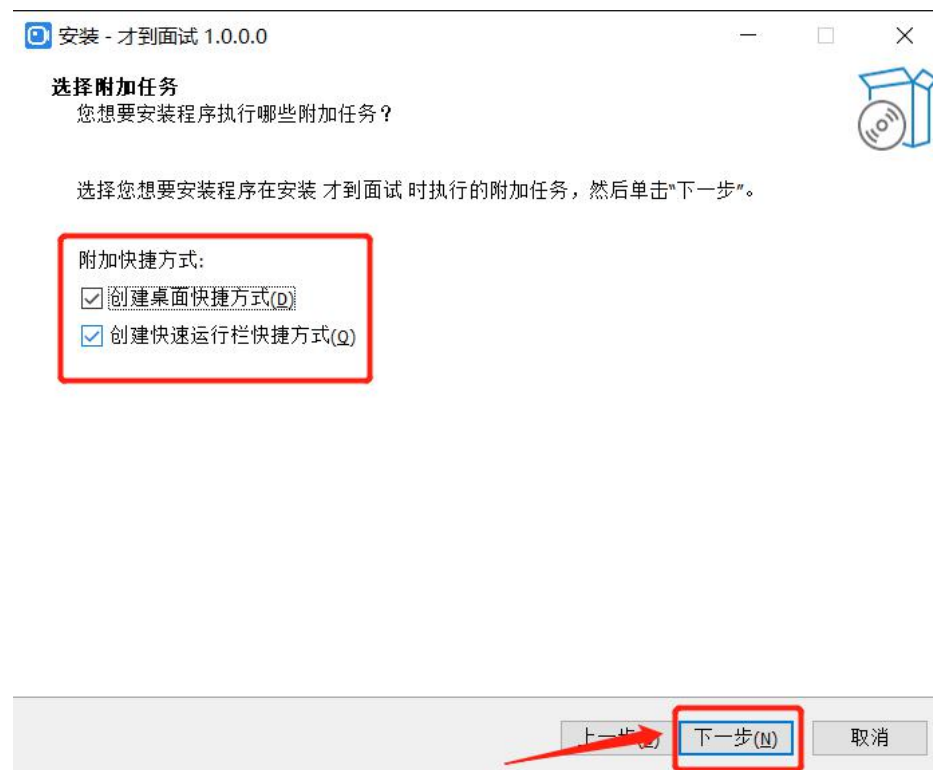 安装 - 才到面试 1.0.0.0
选择附加任务
您想要安装程序执行哪些附加任务？
选择您想要安装程序在安装 才到面试 时执行的附加任务，然后单击“下一步”。
附加快捷方式:
创建桌面快捷方式(D)
创建快速运行栏快捷方式(Q)
上一步 下一步(N) 取消